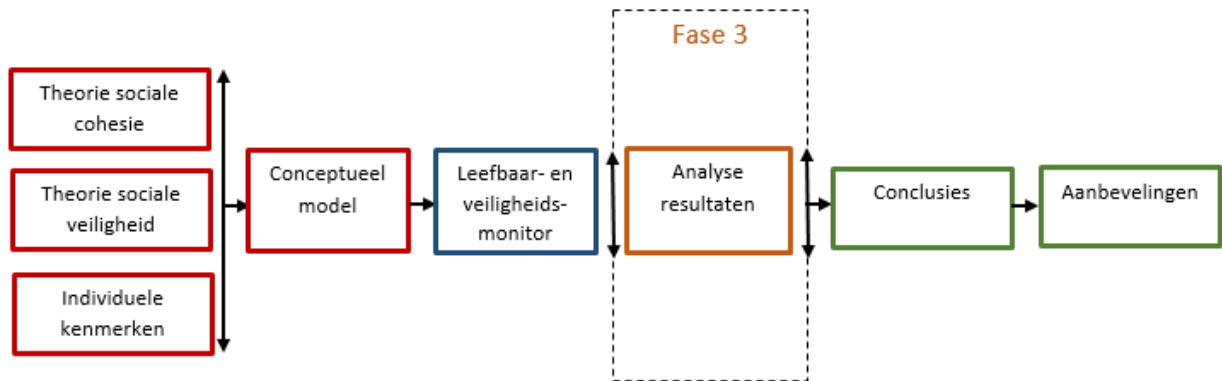 Fase 3
Theorie sociale
cohesie
Theorie sociale
veiligheid
Individuele
kenmerken
Conceptueel
model
Leefbaar- en
veiligheids-
monitor
Analyse
resultaten
Conclusies
Aanbevelingen